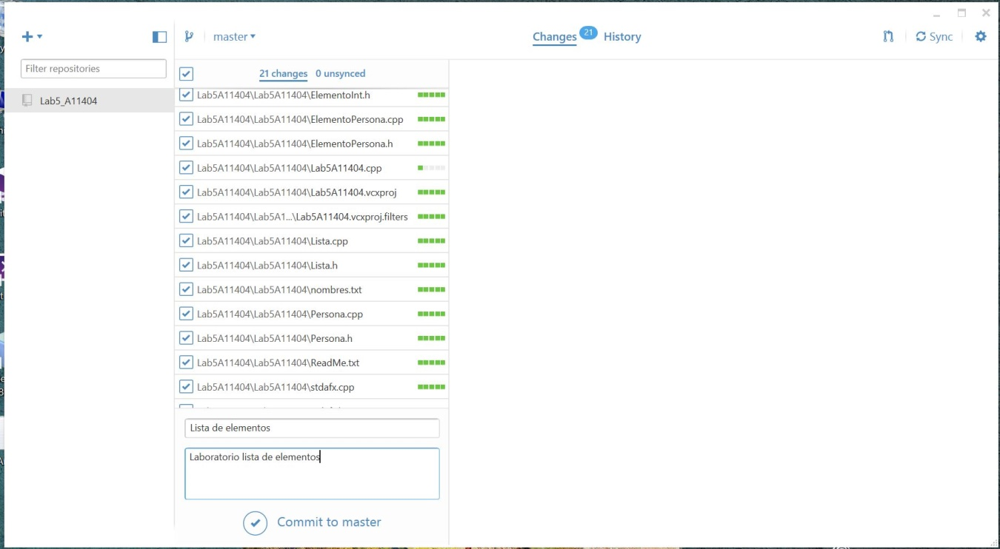 master
Changes 21 History
Sync
Filter repositories
Lab5_A11404
21 changes 0 unsynced
Lab5A11404\Lab5A11404\ElementoInt.h
Lab5A11404\Lab5A11404\ElementoPersona.cpp
Lab5A11404\Lab5A11404\ElementoPersona.h
Lab5A11404\Lab5A11404\Lab5A11404.cpp
Lab5A11404\Lab5A11404\Lab5A11404.vcxproj
Lab5A11404\Lab5A1...\Lab5A11404.vcxproj.filters
Lab5A11404\Lab5A11404\Lista.cpp
Lab5A11404\Lab5A11404\Lista.h
Lab5A11404\Lab5A11404\nombres.txt
Lab5A11404\Lab5A11404\Persona.cpp
Lab5A11404\Lab5A11404\Persona.h
Lab5A11404\Lab5A11404\ReadMe.txt
Lab5A11404\Lab5A11404\stdafx.cpp
Lista de elementos
Laboratorio lista de elementos
Commit to master